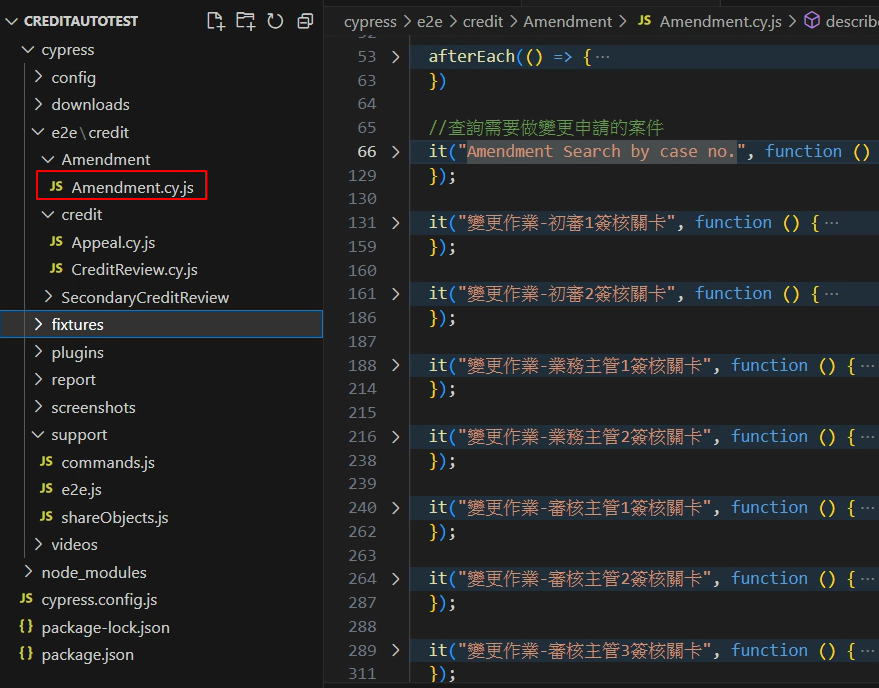 CREDITAUTOTEST
cypress
config
downloads
e2e\credit
Amendment
JS Amendment.cy.js
credit
JS Appeal.cy.js
JS CreditReview.cy.js
SecondaryCreditReview
fixtures
plugins
report
screenshots
support
JS commands.js
JS e2e.js
JS shareObjects.js
videos
node_modules
JS cypress.config.js
{} package-lock.json
{} package.json
cypress > e2e > credit > Amendment > JS Amendment.cy.js > describe
53 > afterEach(() => {···
63 })
64
65 //查詢需要做變更申請的案件
66 > it("Amendment Search by case no.", function ()
129 });
130
131 > it("變更作業-初審1簽核關卡", function () {···
159 });
160
161 > it("變更作業-初審2簽核關卡", function () {···
186 });
187
188 > it("變更作業-業務主管1簽核關卡", function () {···
214 });
215
216 > it("變更作業-業務主管2簽核關卡", function () {···
238 });
239
240 > it("變更作業-審核主管1簽核關卡", function () {···
262 });
263
264 > it("變更作業-審核主管2簽核關卡", function () {···
287 });
288
289 > it("變更作業-審核主管3簽核關卡", function () {···
311 });